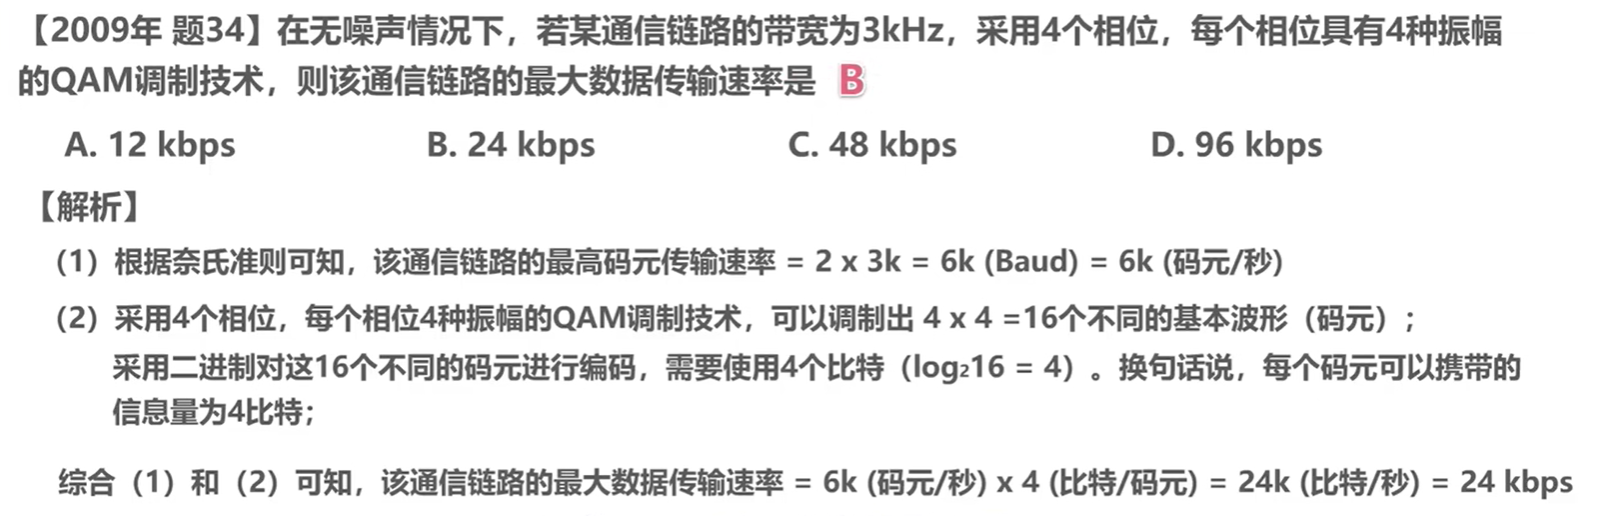 【2009年 题34】在无噪声情况下，若某通信链路的带宽为3kHz，采用4个相位，每个相位具有4种振幅
的QAM调制技术，则该通信链路的最大数据传输速率是 B
A. 12 kbps B. 24 kbps C. 48 kbps D. 96 kbps
【解析】
（1）根据奈氏准则可知，该通信链路的最高码元传输速率 = 2 x 3k = 6k (Baud) = 6k (码元/秒)
（2）采用4个相位，每个相位4种振幅的QAM调制技术，可以调制出 4 x 4 =16个不同的基本波形（码元）；
采用二进制对这16个不同的码元进行编码，需要使用4个比特（log₂16 = 4）。换句话说，每个码元可以携带的
信息量为4比特；
综合（1）和（2）可知，该通信链路的最大数据传输速率 = 6k (码元/秒) x 4 (比特/码元) = 24k (比特/秒) = 24 kbps